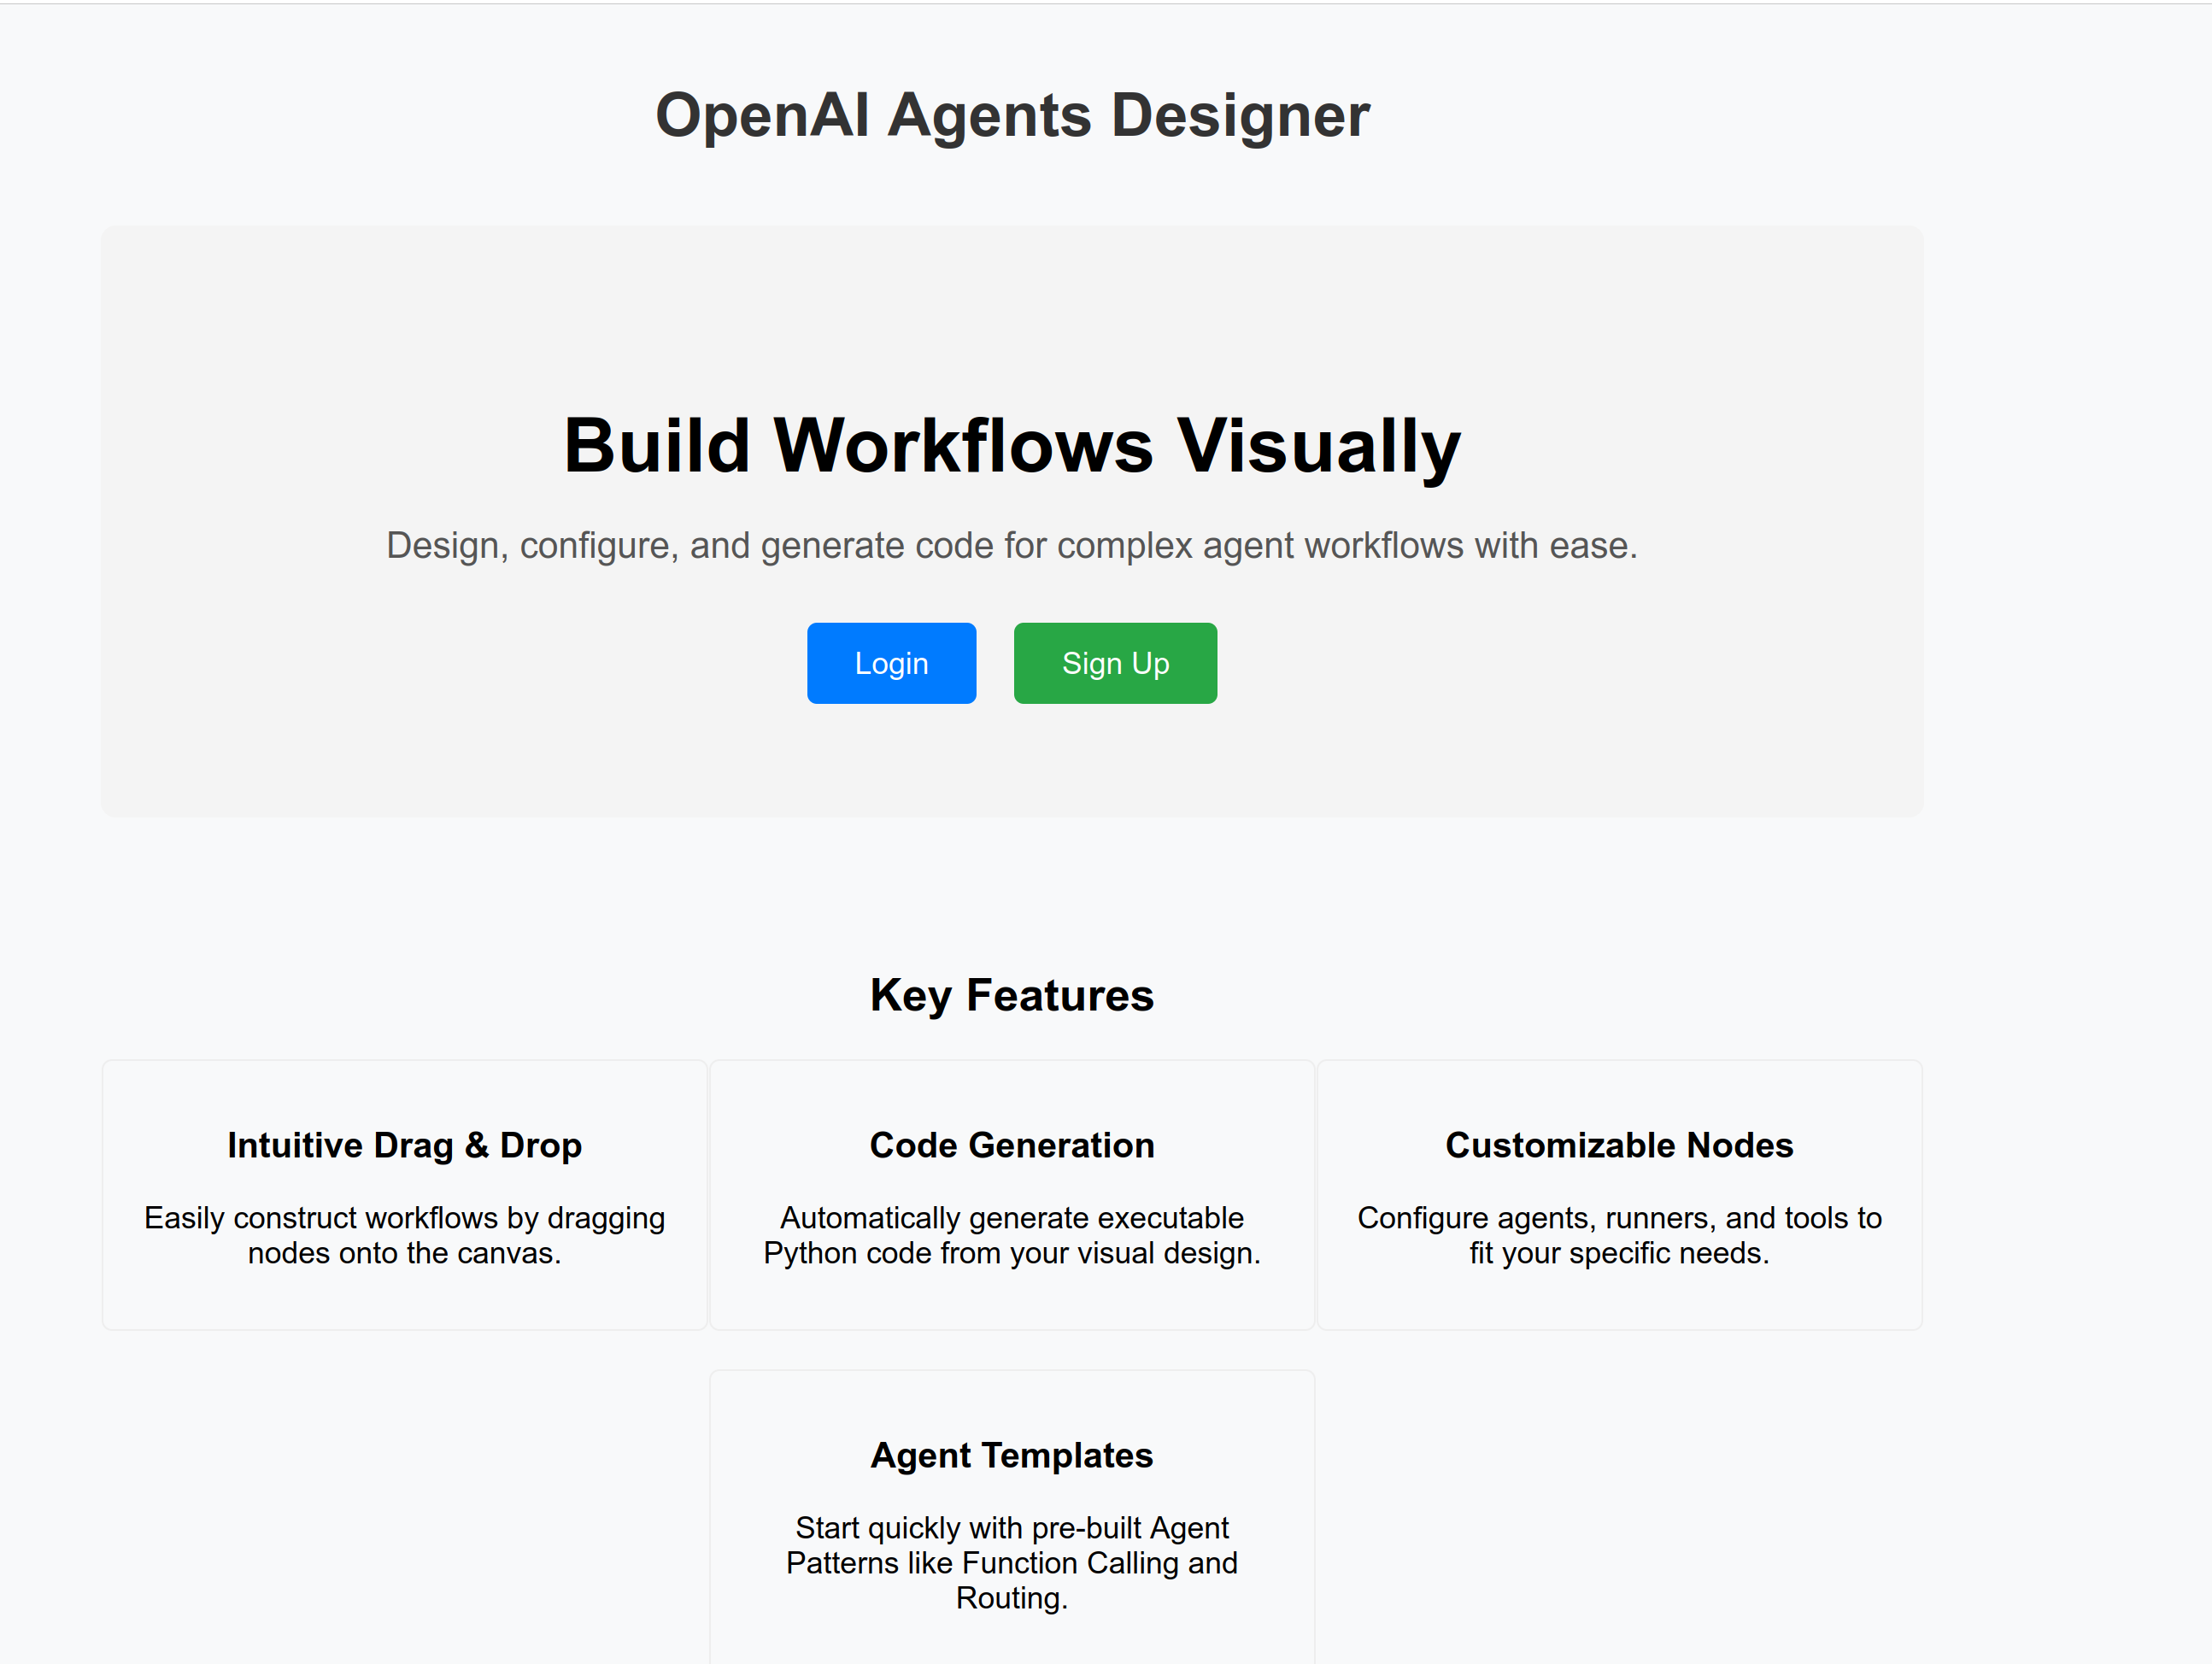 OpenAI Agents Designer
Build Workflows Visually
Design, configure, and generate code for complex agent workflows with ease.
Login
Sign Up
Key Features
Intuitive Drag & Drop
Easily construct workflows by dragging
nodes onto the canvas.
Code Generation
Automatically generate executable
Python code from your visual design.
Customizable Nodes
Configure agents, runners, and tools to
fit your specific needs.
Agent Templates
Start quickly with pre-built Agent
Patterns like Function Calling and
Routing.